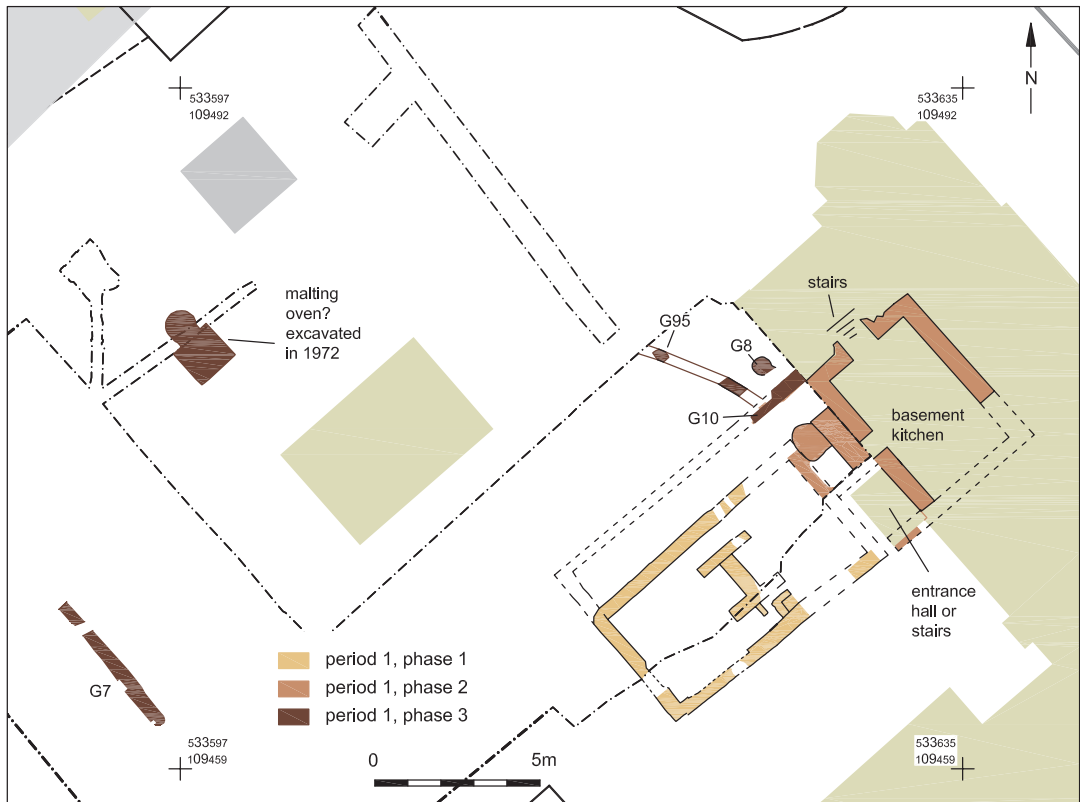 533597
109492
533635
109492
N
malting
oven?
excavated
in 1972
stairs
G95
G8
G10
basement
kitchen
entrance
hall or
stairs
G7
period 1, phase 1
period 1, phase 2
period 1, phase 3
533597
109459
0
5m
533635
109459